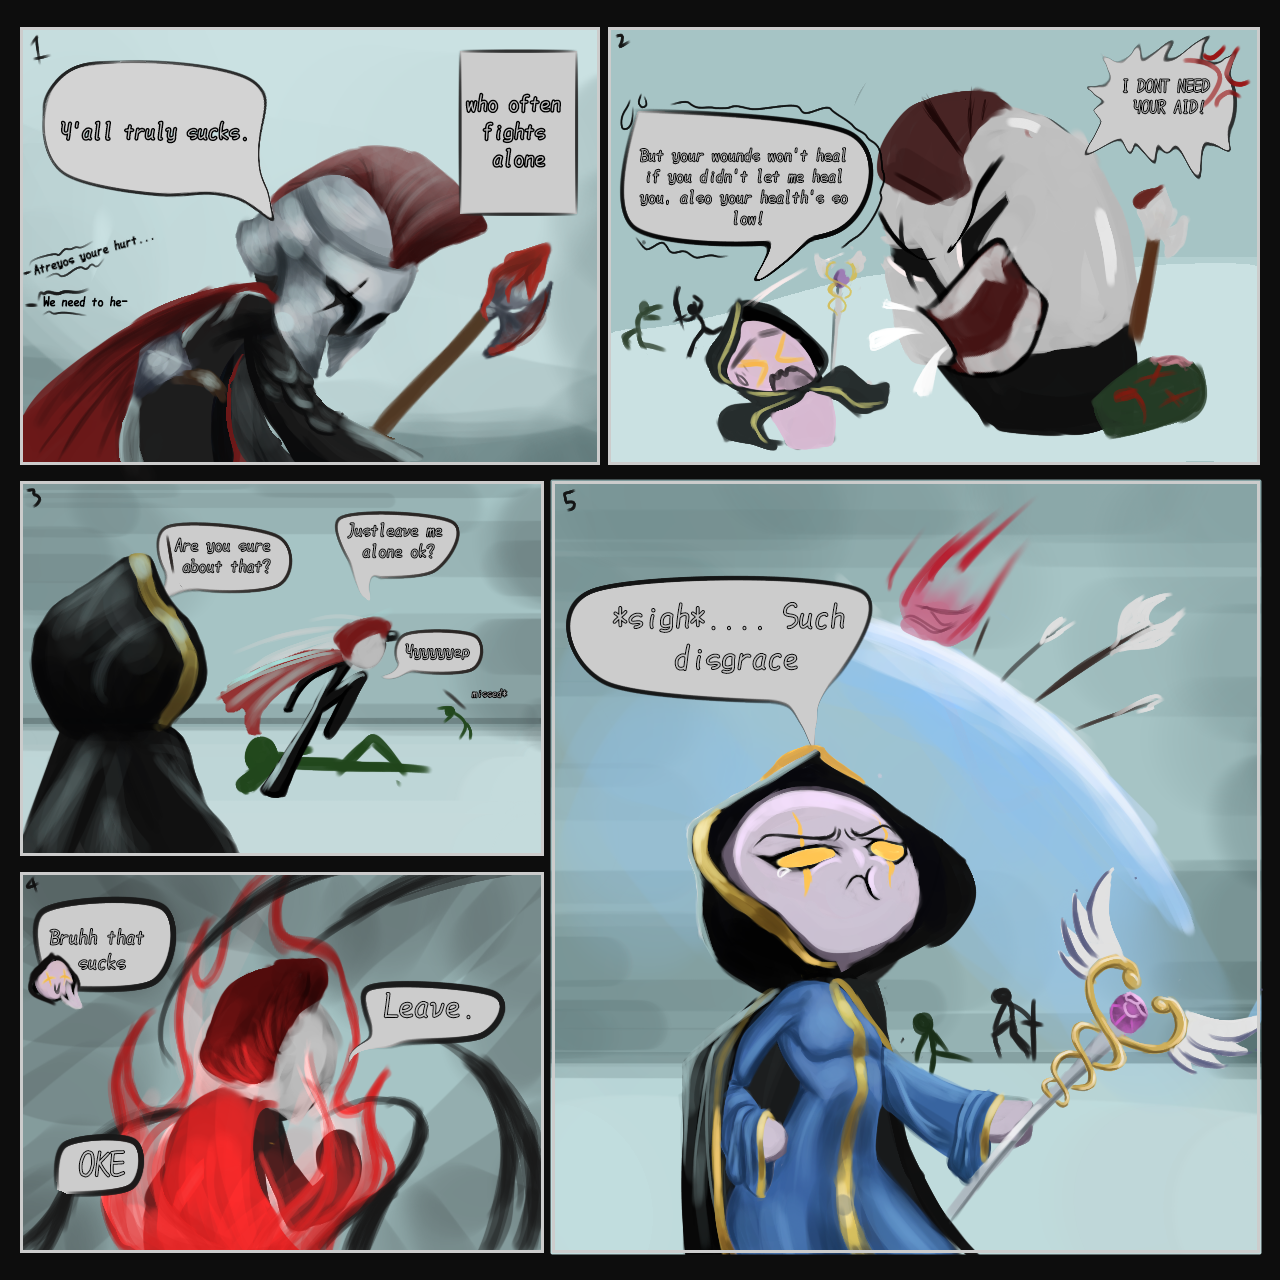 1
Y'all truly sucks.
who often
fights
alone
Atreyos youre hurt...
We need to he-
2
But your wounds won't heal
if you didn't let me heal
you, also your health's so
low!
I DONT NEED
YOUR AID!
3
Are you sure
about that?
Justleave me
alone ok?
Yyyyyyep
missed*
4
Bruhh that
sucks
Leave.
OKE
5
*sigh*.... Such
disgrace